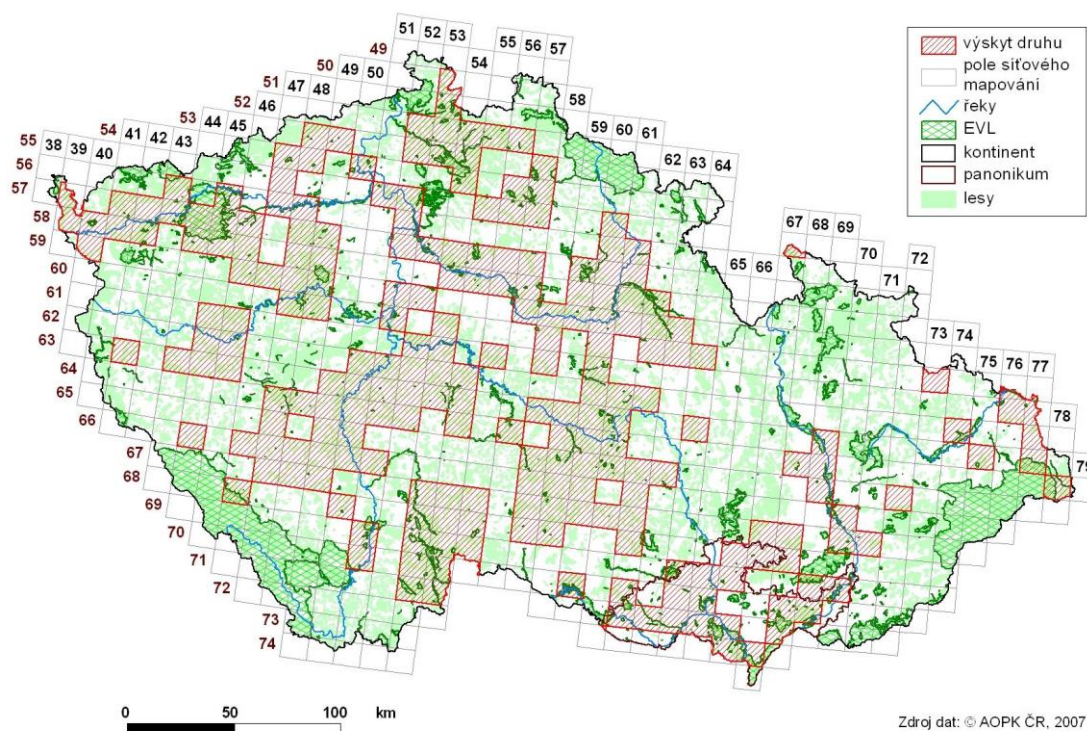 51 52 53
54
55 56 57
58
59 60 61
62 63 64
65 66
67 68 69
70
71
72
73 74
75 76 77
78
79
49
50
49 50
51
47 48
52
46
53
44 45
54
41 42 43
55
38 39 40
56
57
58
59
60
61
62
63
64
65
66
67
68
69
70
71
72
73
74
výskyt druhu
pole síťového
mapování
řeky
EVL
kontinent
panonikum
lesy
0 50 100 km
Zdroj dat: © AOPK ČR, 2007